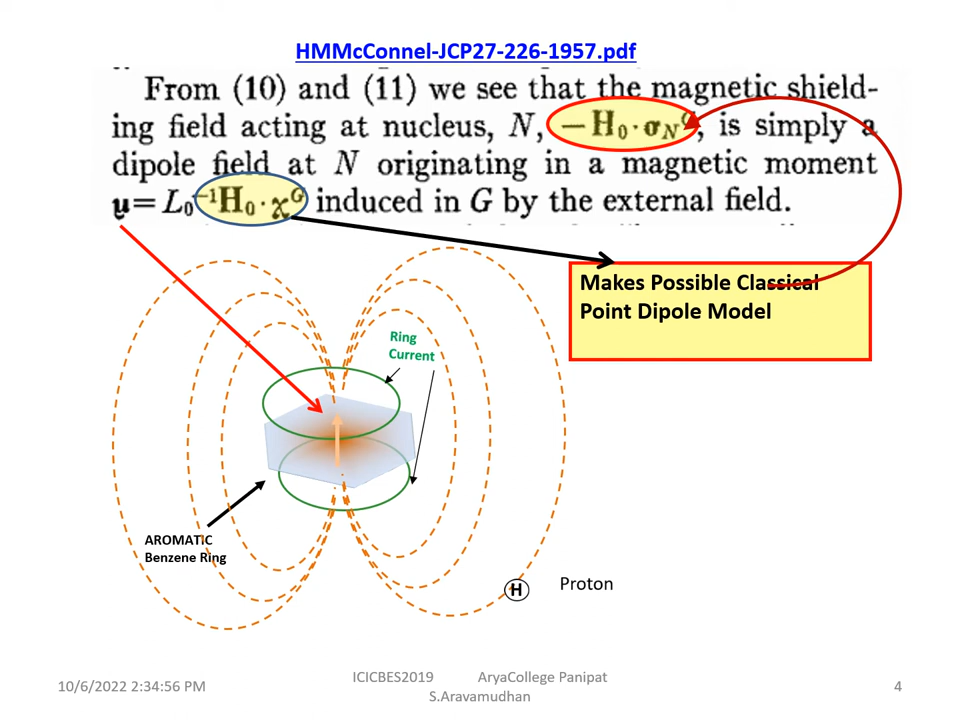 HMMcConnel-JCP27-226-1957.pdf
From (10) and (11) we see that the magnetic shield-
ing field acting at nucleus, N, −H₀·σ_Nᴳ, is simply a
dipole field at N originating in a magnetic moment
μ=L₀⁻¹H₀·χᴳ induced in G by the external field.
Makes Possible Classical
Point Dipole Model
Ring
Current
AROMATIC
Benzene Ring
H
Proton
10/6/2022 2:34:56 PM
ICICBES2019 AryaCollege Panipat
S.Aravamudhan
4